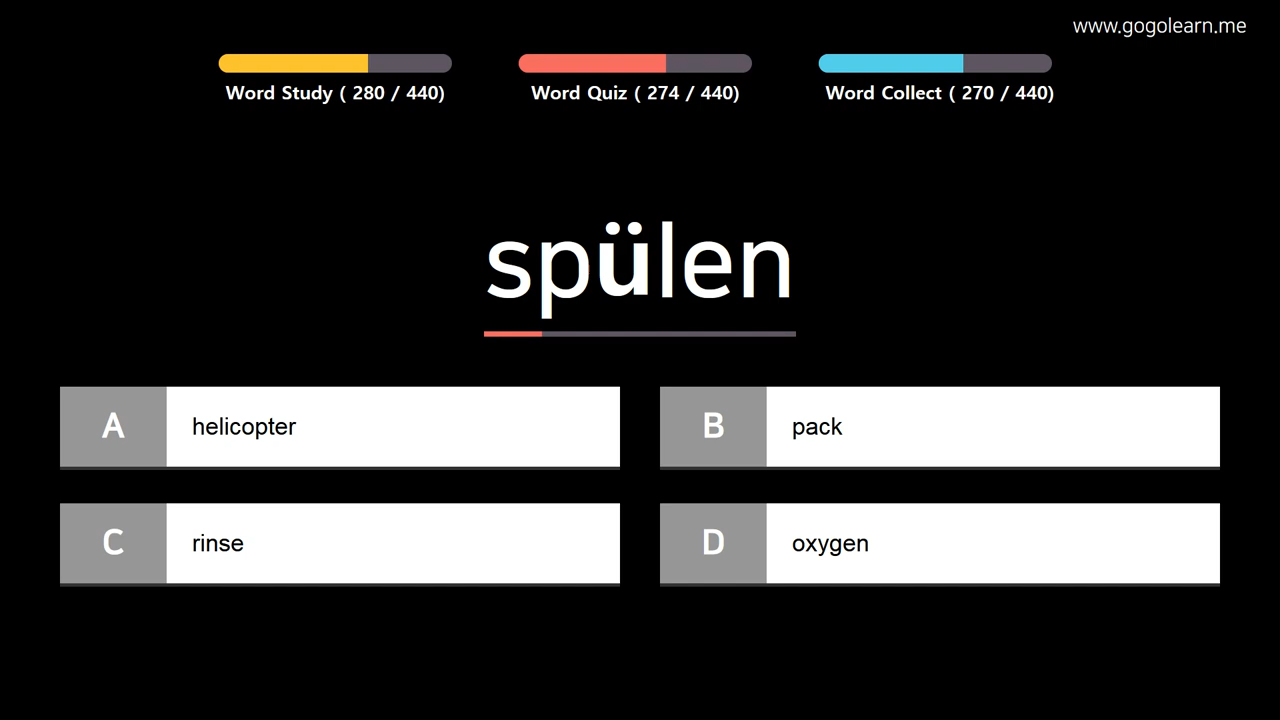 www.gogolearn.me
Word Study ( 280 / 440)
Word Quiz ( 274 / 440)
Word Collect ( 270 / 440)
spülen
A helicopter
B pack
C rinse
D oxygen